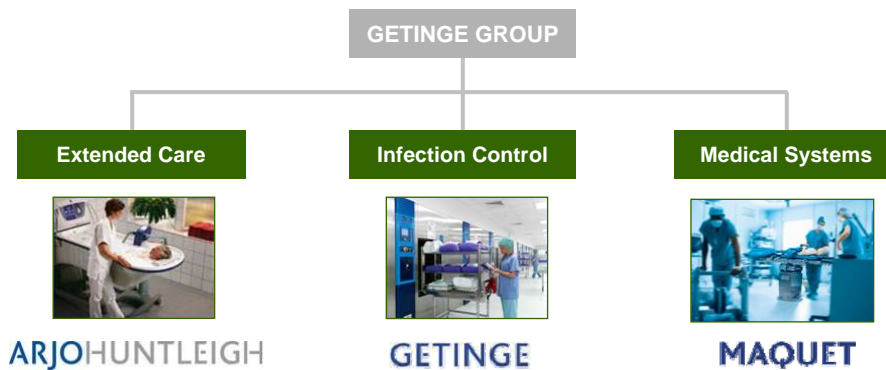 GETINGE GROUP
Extended Care
Infection Control
Medical Systems
ARJOHUNTLEIGH
GETINGE
MAQUET